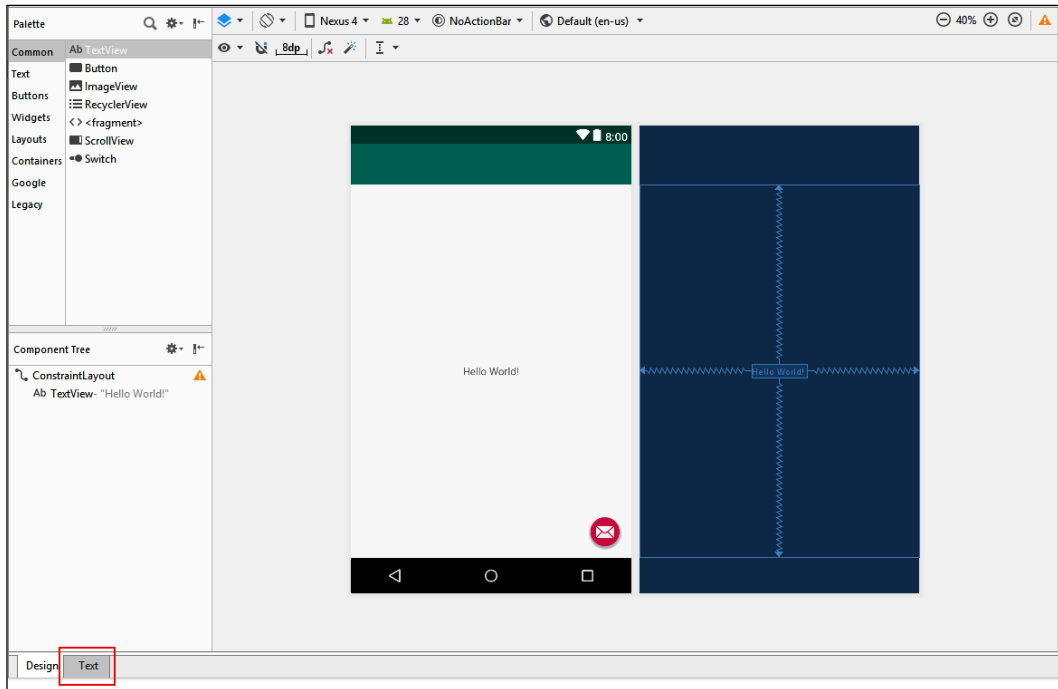 Palette
Nexus 4 28 NoActionBar Default (en-us) 40%
Common
Text
Buttons
Widgets
Layouts
Containers
Google
Legacy
Ab TextView
Button
ImageView
RecyclerView
<fragment>
ScrollView
Switch
8dp
Component Tree
ConstraintLayout
Ab TextView- "Hello World!"
8:00
Hello World!
Hello World!
Design Text